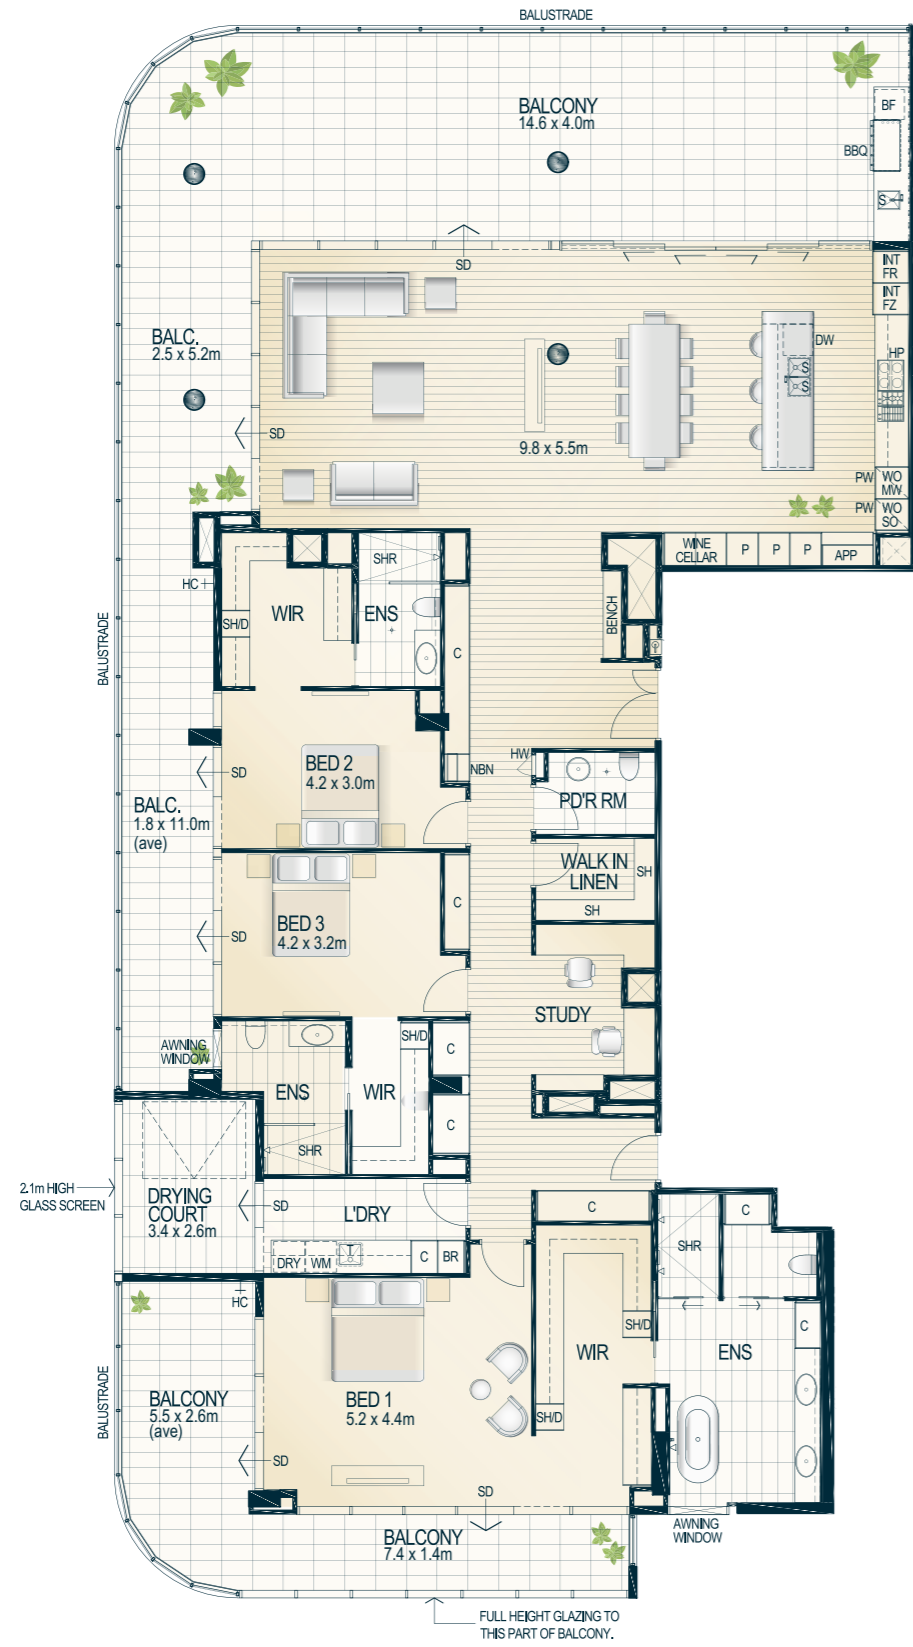 BALUSTRADE
BALCONY
14.6 x 4.0m
BF
BBQ
S
SD
INT
FR
INT
FZ
BALC.
2.5 x 5.2m
DW
HP
S
S
SD
9.8 x 5.5m
PW
WO
MW
PW
WO
SO
WINE
CELLAR
P
P
P
APP
SHR
HC
WIR
ENS
SH/D
BENCH
C
BALUSTRADE
BED 2
4.2 x 3.0m
SD
HW
NBN
PD'R RM
BALC.
1.8 x 11.0m
(ave)
WALK IN
LINEN
SH
SH
C
BED 3
4.2 x 3.2m
SD
STUDY
AWNING
WINDOW
SH/D
C
ENS
WIR
C
SHR
2.1m HIGH
GLASS SCREEN
DRYING
COURT
3.4 x 2.6m
SD
L'DRY
DRY
WM
T
C
BR
C
C
SHR
HC
SH/D
C
WIR
ENS
BALUSTRADE
BALCONY
5.5 x 2.6m
(ave)
BED 1
5.2 x 4.4m
SH/D
SD
SD
AWNING
WINDOW
BALCONY
7.4 x 1.4m
FULL HEIGHT GLAZING TO
THIS PART OF BALCONY.